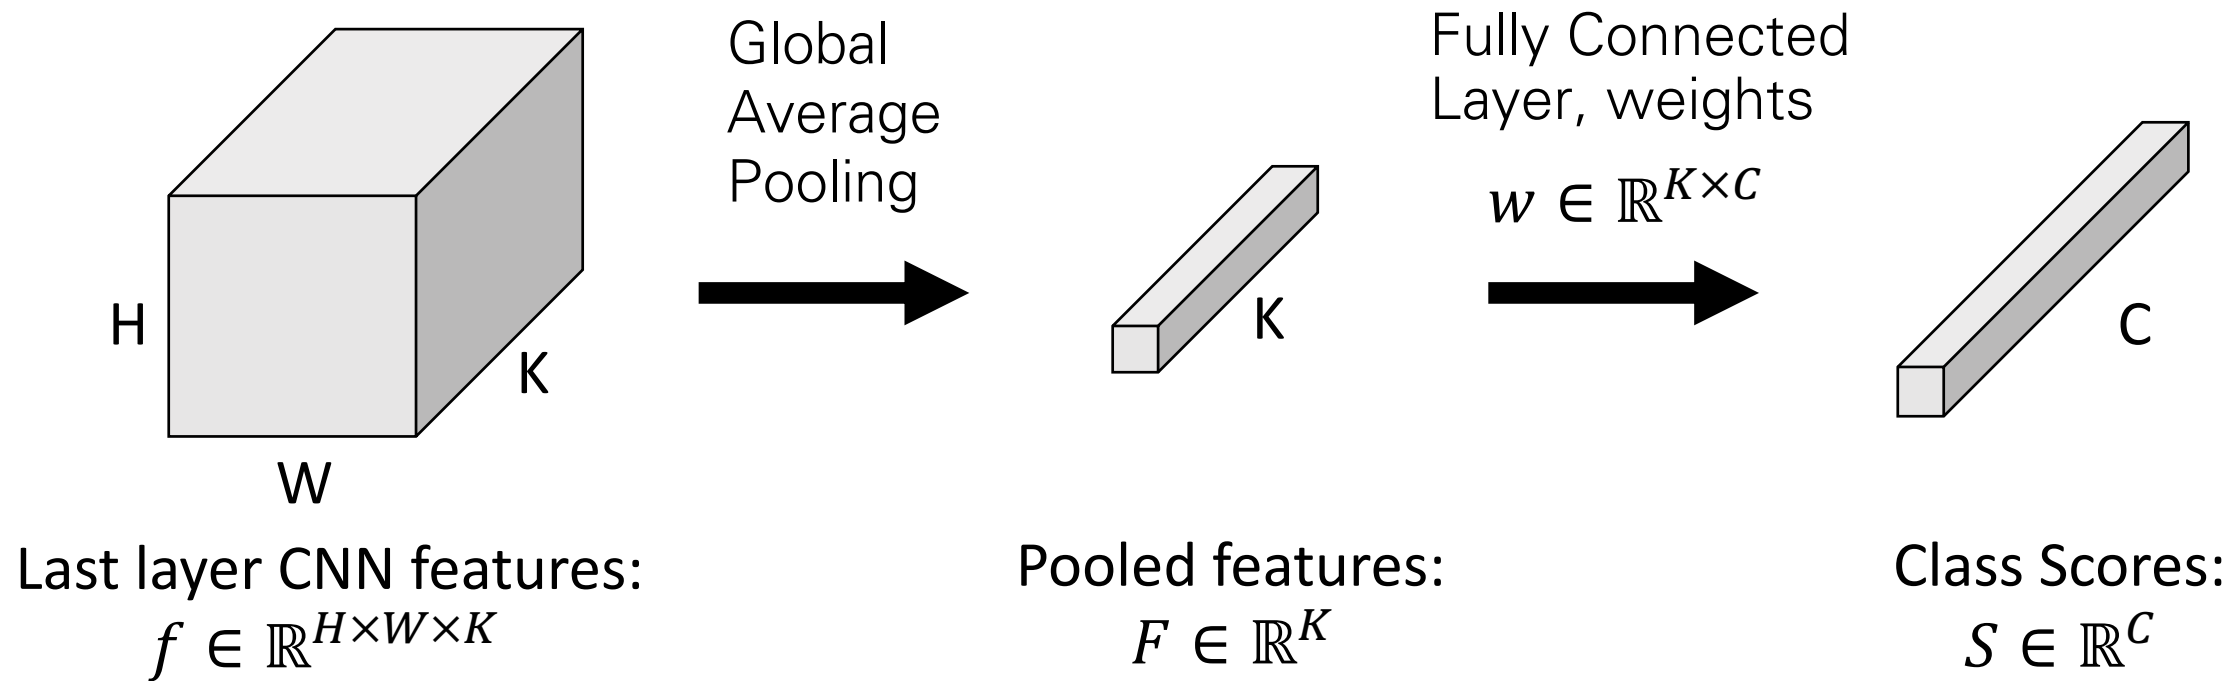 Global
Average
Pooling
Fully Connected
Layer, weights
w ∈ ℝ^{K×C}
H
K
W
K
C
Last layer CNN features:
f ∈ ℝ^{H×W×K}
Pooled features:
F ∈ ℝ^K
Class Scores:
S ∈ ℝ^C